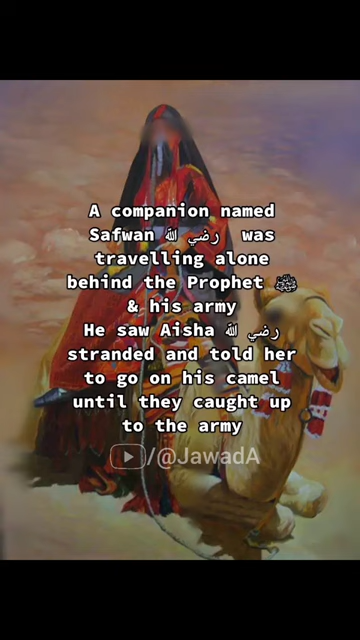 A companion named
Safwan رضي الله was
travelling alone
behind the Prophet ﷺ
& his army
He saw Aisha رضي الله
stranded and told her
to go on his camel
until they caught up
to the army
/@JawadA